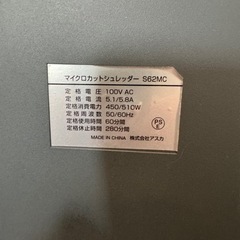 マイクロカットシュレッダー S62MC
定格電圧 100V AC
定格電流 5.1/5.8A
定格消費電力 450/510W
定格周波数 50/60Hz
定格使用時間 60分間
定格休止時間 280分間
MADE IN CHINA 株式会社アスカ
PS
E